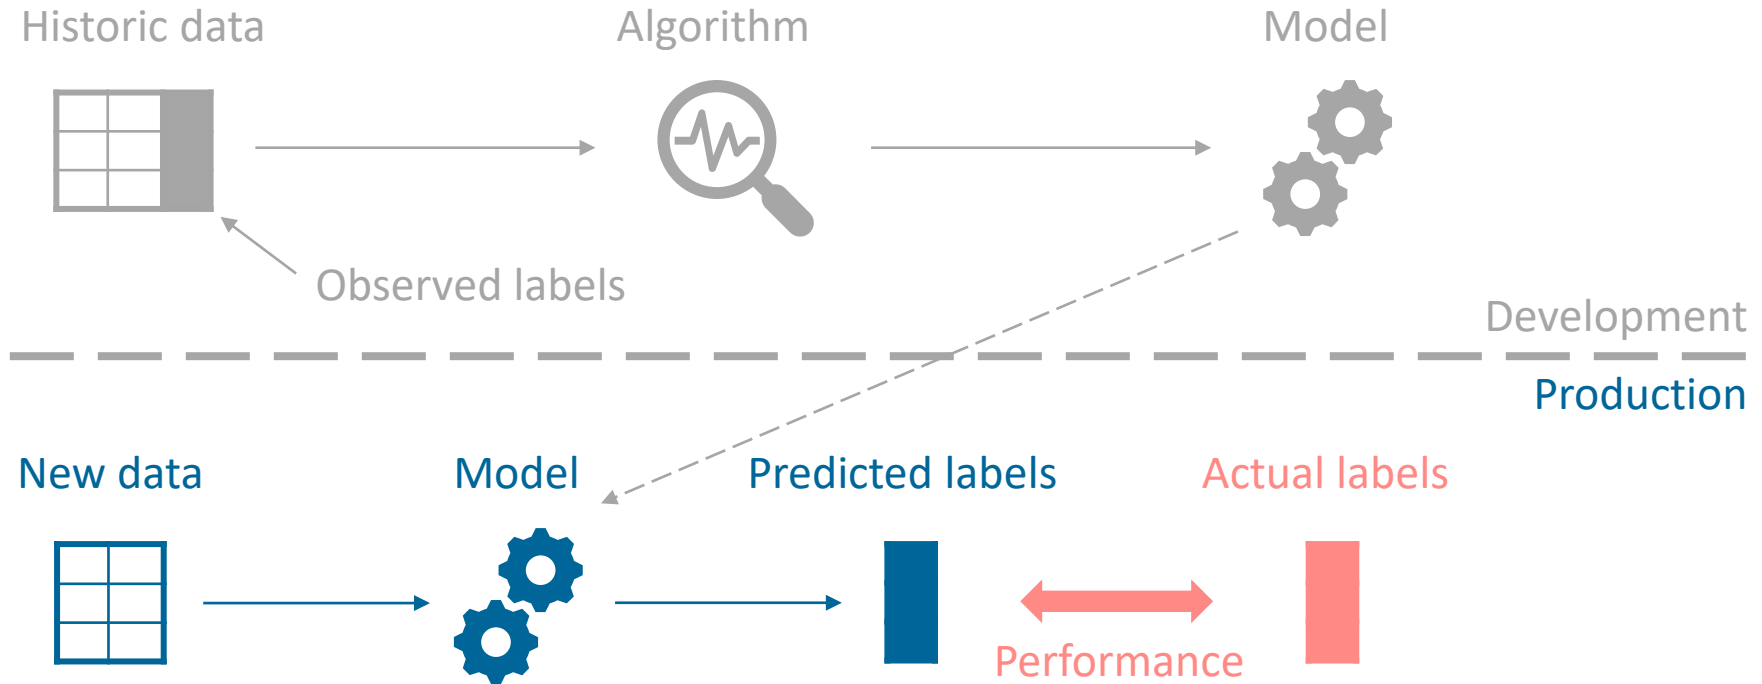 Historic data
Algorithm
Model
Observed labels
Development
Production
New data
Model
Predicted labels
Actual labels
Performance